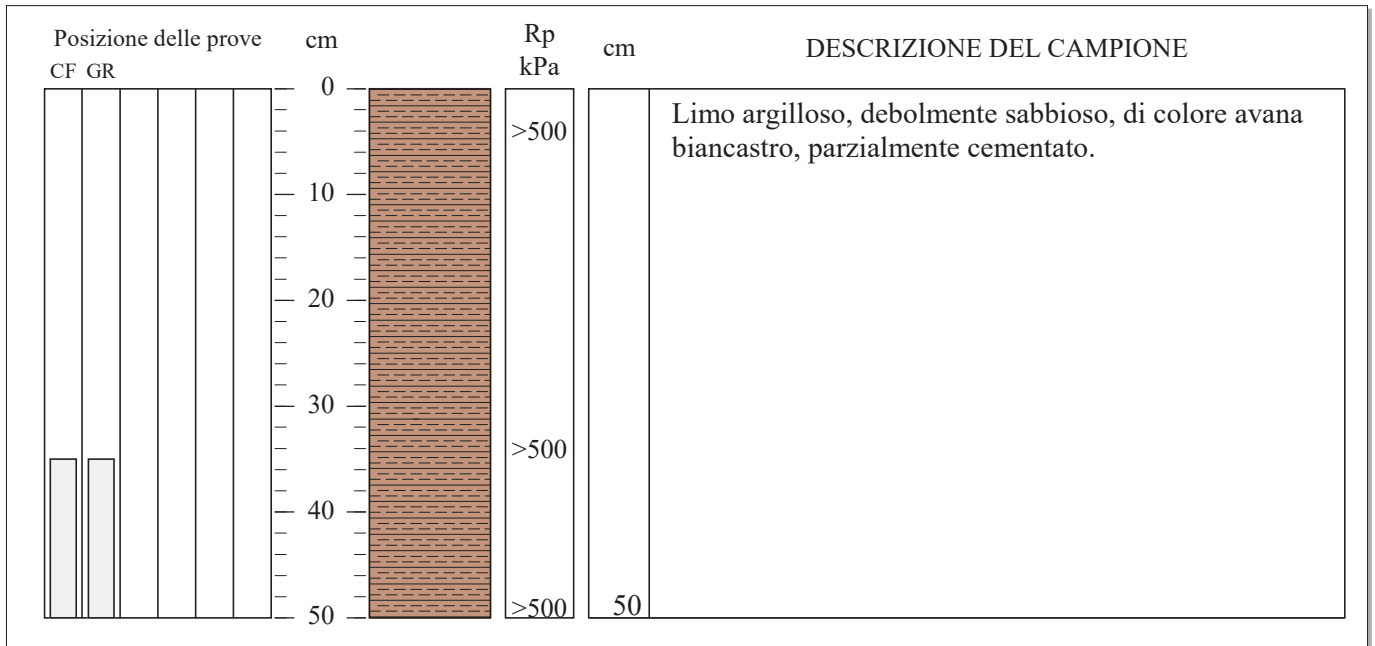 Posizione delle prove
cm
Rp
kPa
cm
DESCRIZIONE DEL CAMPIONE
CF GR
0
10
20
30
40
50
>500
>500
>500
50
Limo argilloso, debolmente sabbioso, di colore avana
biancastro, parzialmente cementato.